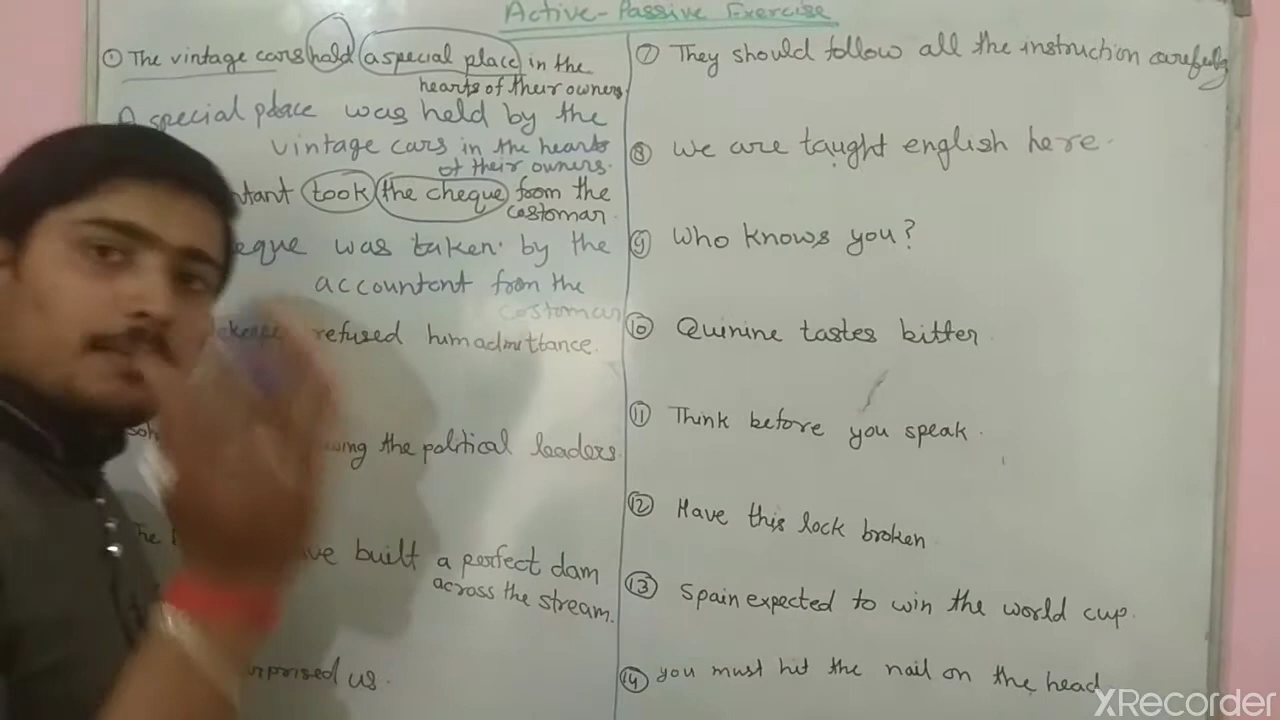 Active-Passive Exercise
① The vintage cars held a special place in the
hearts of their owners
A special place was held by the
vintage cars in the hearts
of their owners.
took the cheque from the
costomar.
was taken by the
accountant from the
costomar
refused him admittance.
the political leaders
built a perfect dam
across the stream.
us.
⑦ They should follow all the instruction carefully
⑧ We are taught english here.
⑨ Who knows you?
⑩ Quinine tastes bitter
⑪ Think before you speak.
⑫ Have this lock broken
⑬ Spain expected to win the world cup.
⑭ you must hit the nail on the head
XRecorder